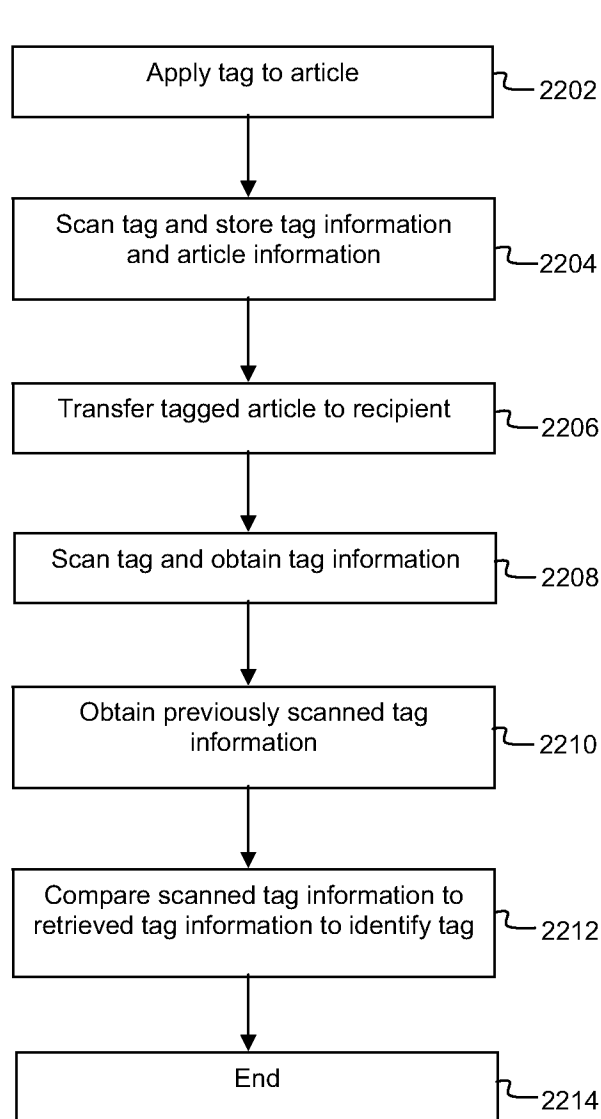 Apply tag to article
2202
Scan tag and store tag information
and article information
2204
Transfer tagged article to recipient
2206
Scan tag and obtain tag information
2208
Obtain previously scanned tag
information
2210
Compare scanned tag information to
retrieved tag information to identify tag
2212
End
2214